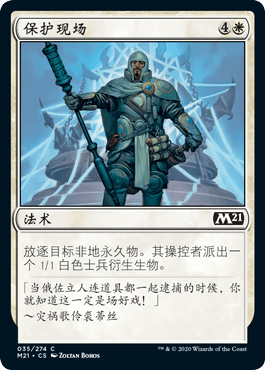 保护现场 4
法术 M21
放逐目标非地永久物。其操控者派出一
个 1/1 白色士兵衍生生物。
「当俄佐立人连道具都一起逮捕的时候，你
就知道这一定是场好戏！」
～灾祸歌伶裘蒂丝
035/274 C
M21 • CS ZOLTAN BOROS ™ & © 2020 Wizards of the Coast